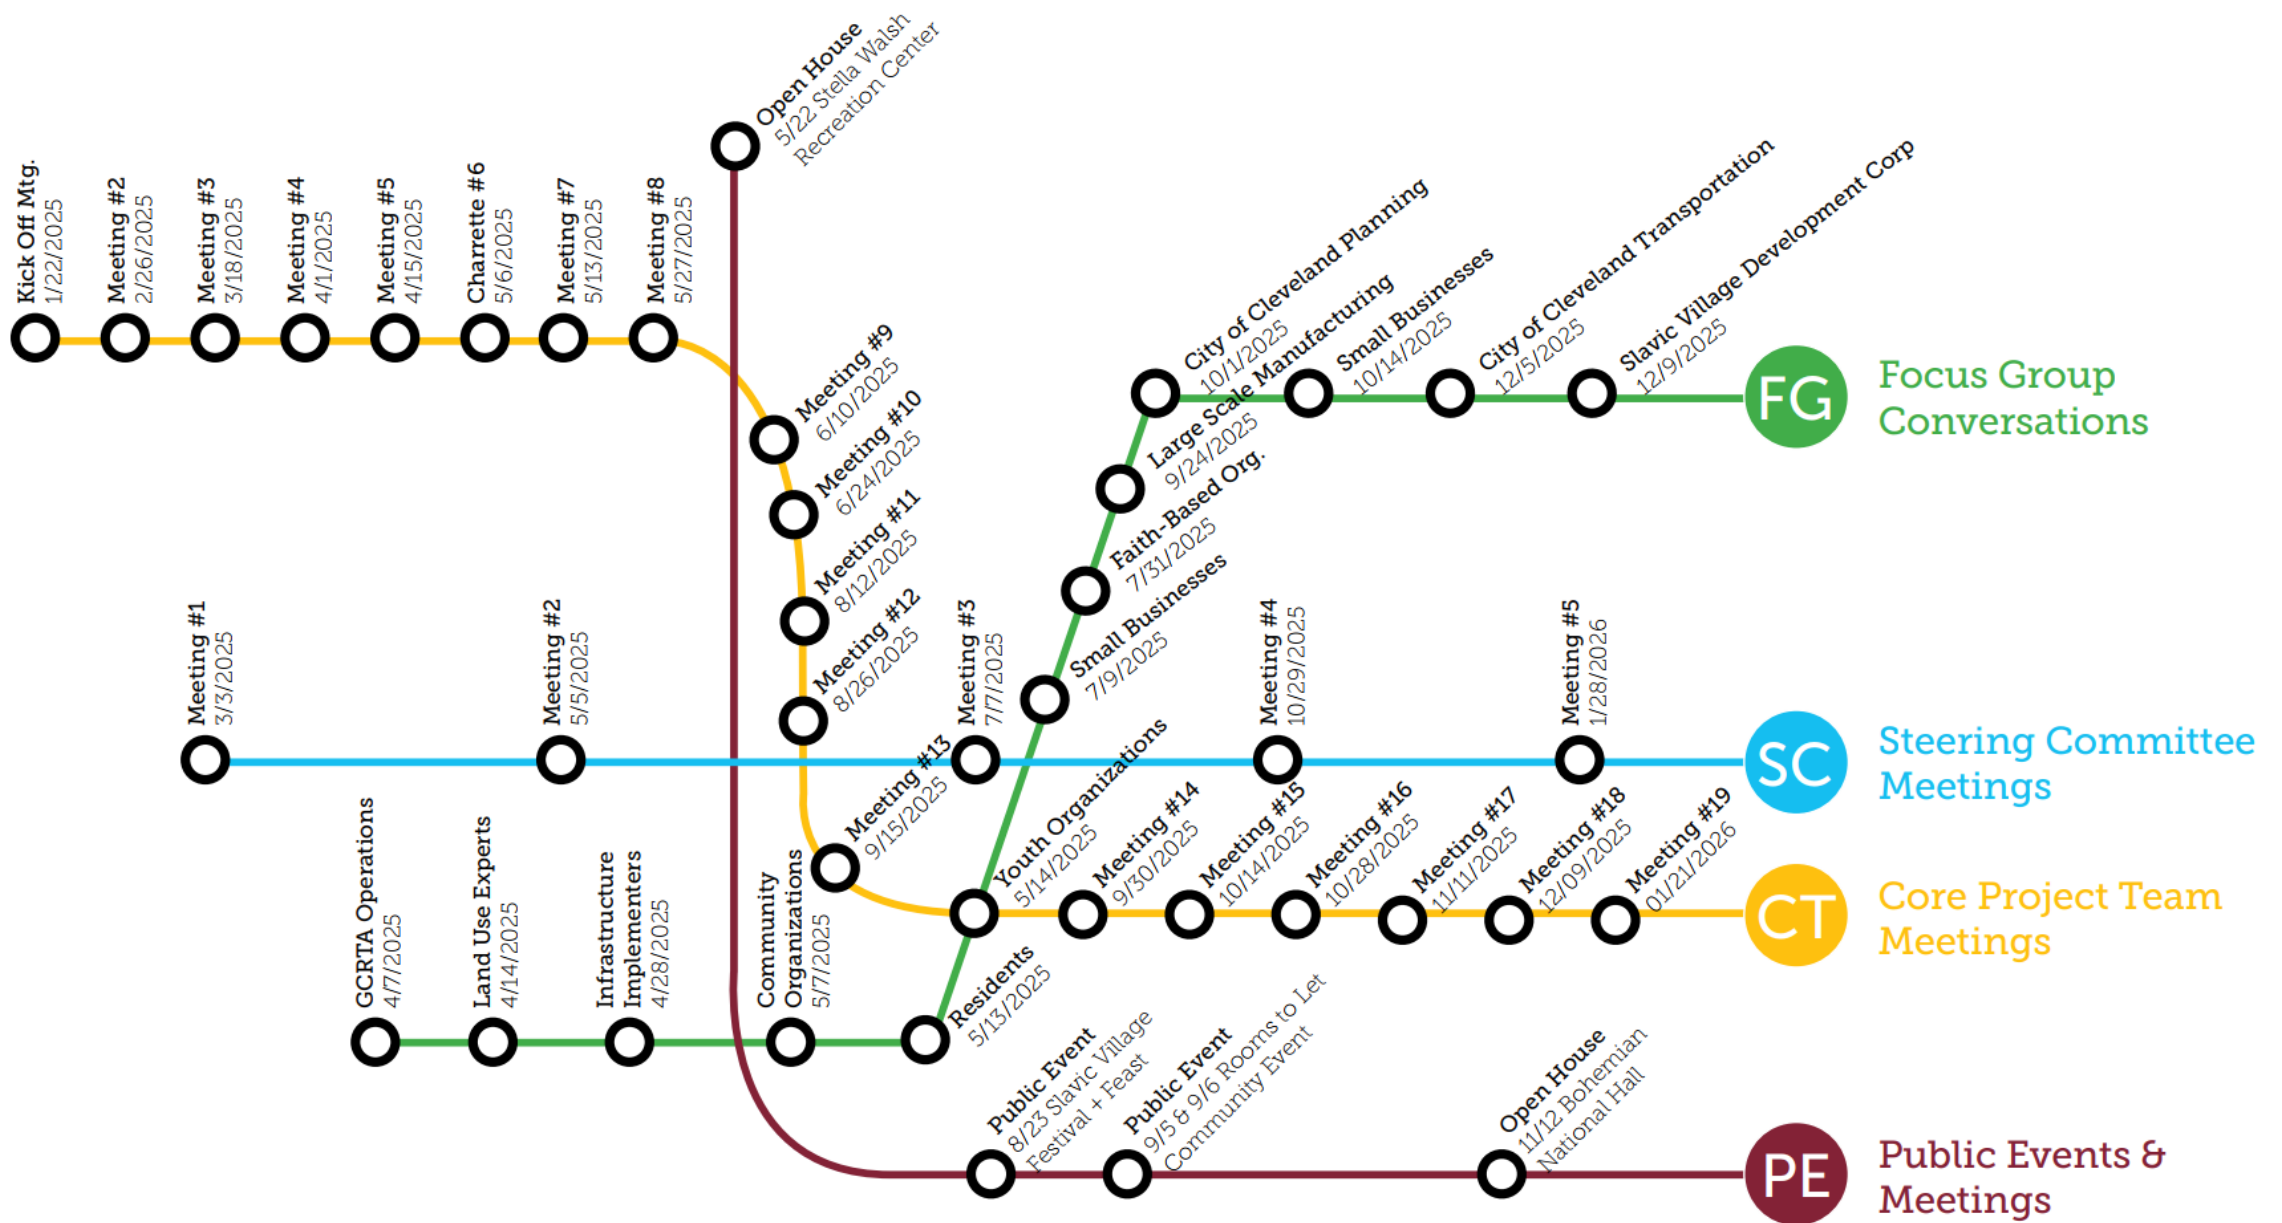 Open House
5/22 Stella Walsh
Recreation Center
Kick Off Mtg.
1/22/2025
Meeting #2
2/26/2025
Meeting #3
3/18/2025
Meeting #4
4/1/2025
Meeting #5
4/15/2025
Charrette #6
5/6/2025
Meeting #7
5/13/2025
Meeting #8
5/27/2025
Meeting #9
6/10/2025
Meeting #10
6/24/2025
Meeting #11
8/12/2025
Meeting #12
8/26/2025
Meeting #13
9/15/2025
City of Cleveland Planning
10/1/2025
Large Scale Manufacturing
9/24/2025
Faith-Based Org.
7/31/2025
Small Businesses
7/9/2025
Small Businesses
10/14/2025
City of Cleveland Transportation
12/5/2025
Slavic Village Development Corp
12/9/2025
FG
Focus Group
Conversations
Meeting #1
3/3/2025
Meeting #2
5/5/2025
Meeting #3
7/7/2025
Meeting #4
10/29/2025
Meeting #5
1/28/2026
SC
Steering Committee
Meetings
Youth Organizations
5/14/2025
Meeting #14
9/30/2025
Meeting #15
10/14/2025
Meeting #16
10/28/2025
Meeting #17
11/11/2025
Meeting #18
12/09/2025
Meeting #19
01/21/2026
CT
Core Project Team
Meetings
GCRTA Operations
4/7/2025
Land Use Experts
4/14/2025
Infrastructure
Implementers
4/28/2025
Community
Organizations
5/7/2025
Residents
5/13/2025
Public Event
8/23 Slavic Village
Festival + Feast
Public Event
9/5 & 9/6 Rooms to Let
Community Event
Open House
11/12 Bohemian
National Hall
PE
Public Events &
Meetings